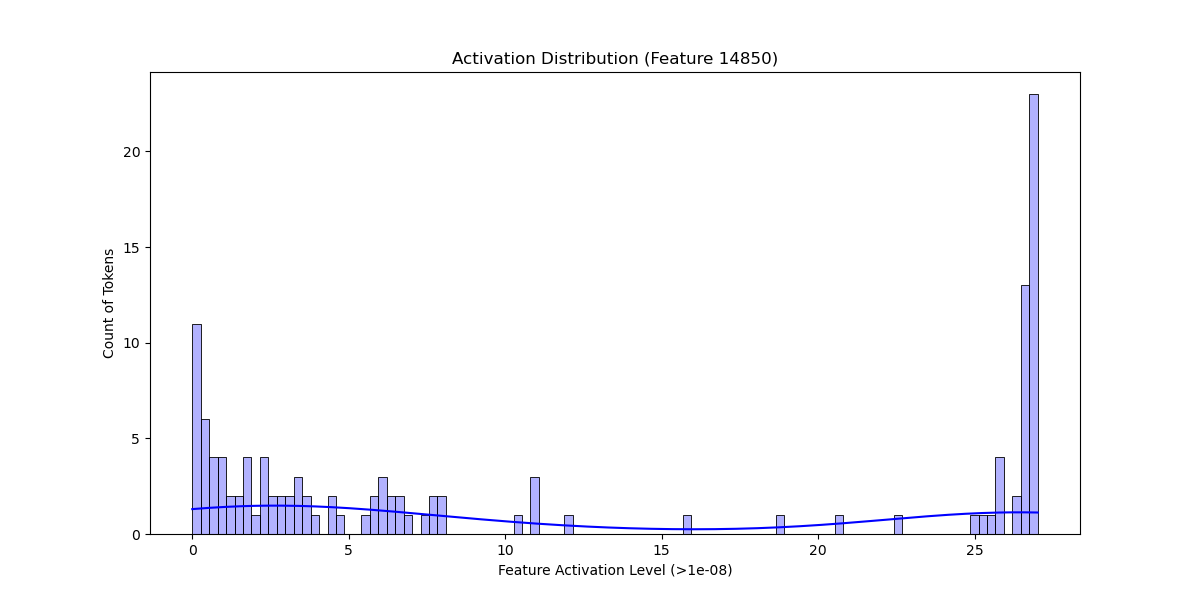 Activation Distribution (Feature 14850)
Count of Tokens
20
15
10
5
0
0 5 10 15 20 25
Feature Activation Level (>1e-08)